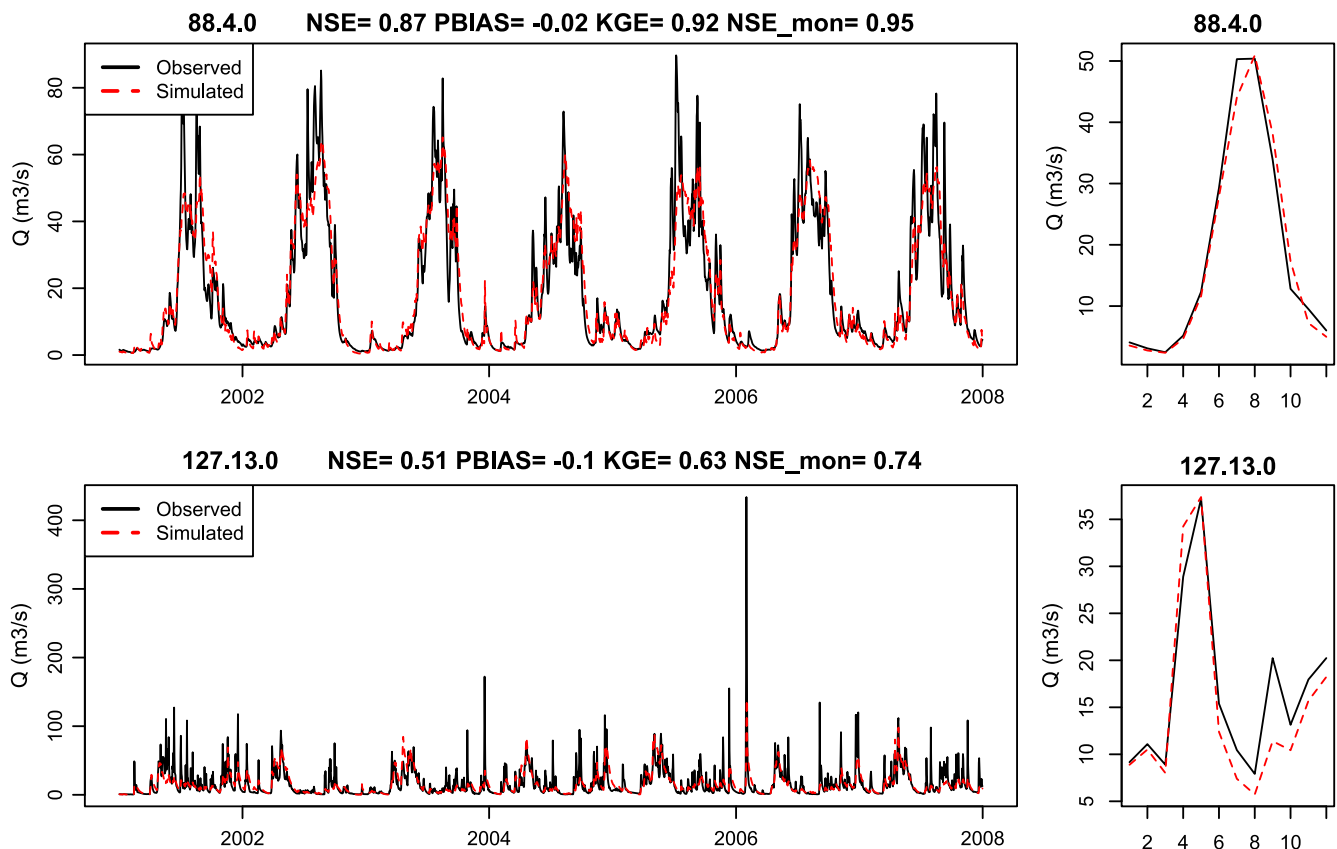 88.4.0 NSE= 0.87 PBIAS= -0.02 KGE= 0.92 NSE_mon= 0.95
Observed
Simulated
Q (m3/s)
80
60
40
20
0
2002 2004 2006 2008
88.4.0
Q (m3/s)
50
40
30
20
10
2 4 6 8 10
127.13.0 NSE= 0.51 PBIAS= -0.1 KGE= 0.63 NSE_mon= 0.74
Observed
Simulated
Q (m3/s)
400
300
200
100
0
2002 2004 2006 2008
127.13.0
Q (m3/s)
35
30
25
20
15
10
5
2 4 6 8 10